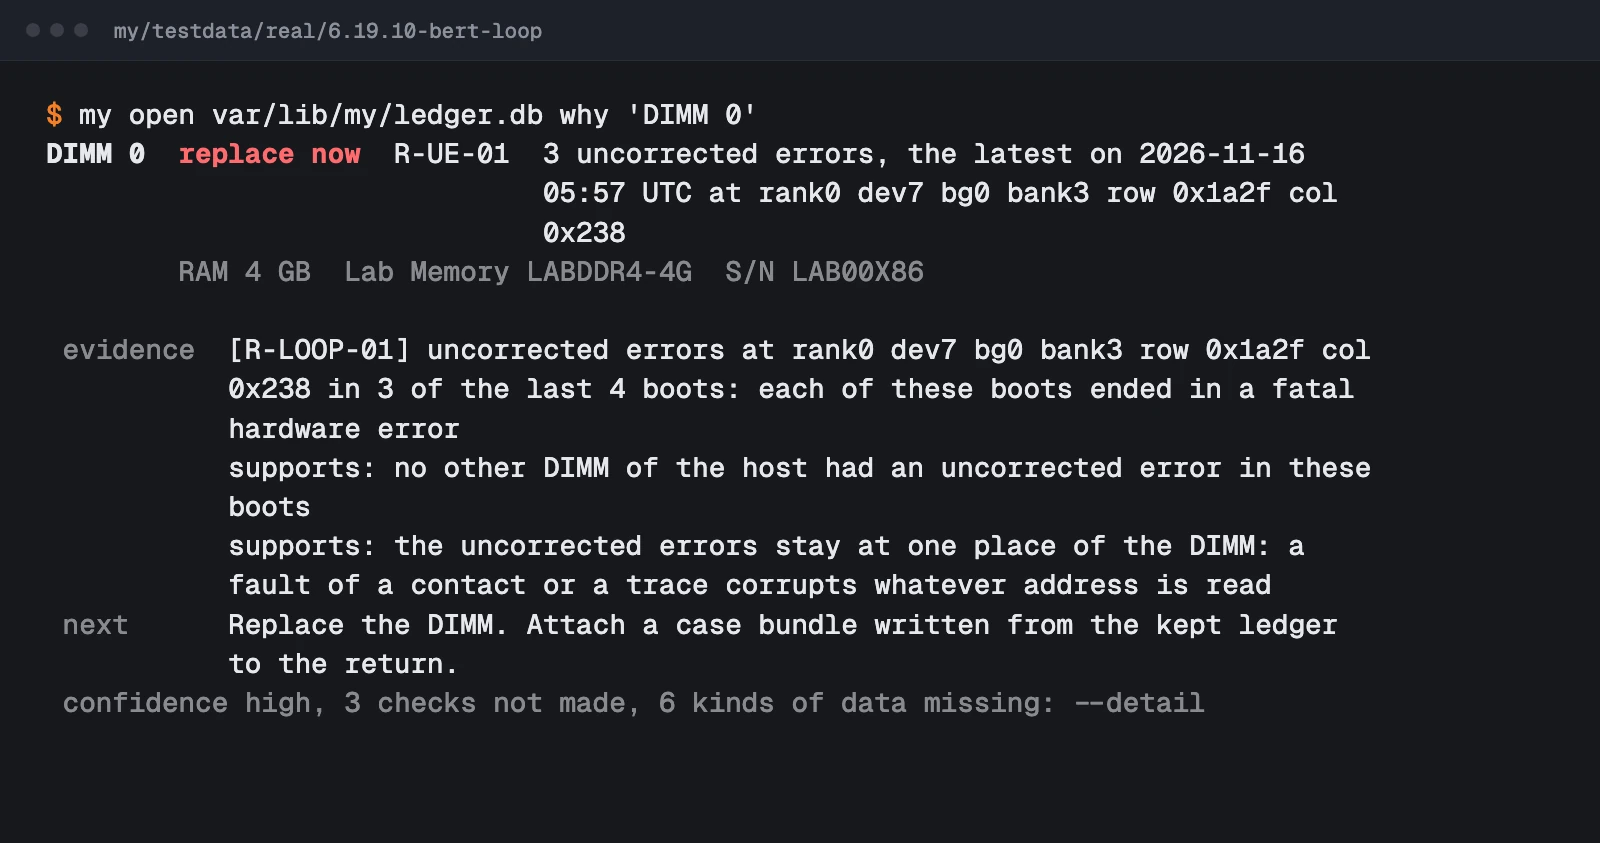 my/testdata/real/6.19.10-bert-loop
$ my open var/lib/my/ledger.db why 'DIMM 0'
DIMM 0  replace now  R-UE-01  3 uncorrected errors, the latest on 2026-11-16
05:57 UTC at rank0 dev7 bg0 bank3 row 0x1a2f col
0x238
RAM 4 GB  Lab Memory LABDDR4-4G  S/N LAB00X86
evidence  [R-LOOP-01] uncorrected errors at rank0 dev7 bg0 bank3 row 0x1a2f col
0x238 in 3 of the last 4 boots: each of these boots ended in a fatal
hardware error
supports: no other DIMM of the host had an uncorrected error in these
boots
supports: the uncorrected errors stay at one place of the DIMM: a
fault of a contact or a trace corrupts whatever address is read
next  Replace the DIMM. Attach a case bundle written from the kept ledger
to the return.
confidence high, 3 checks not made, 6 kinds of data missing: --detail